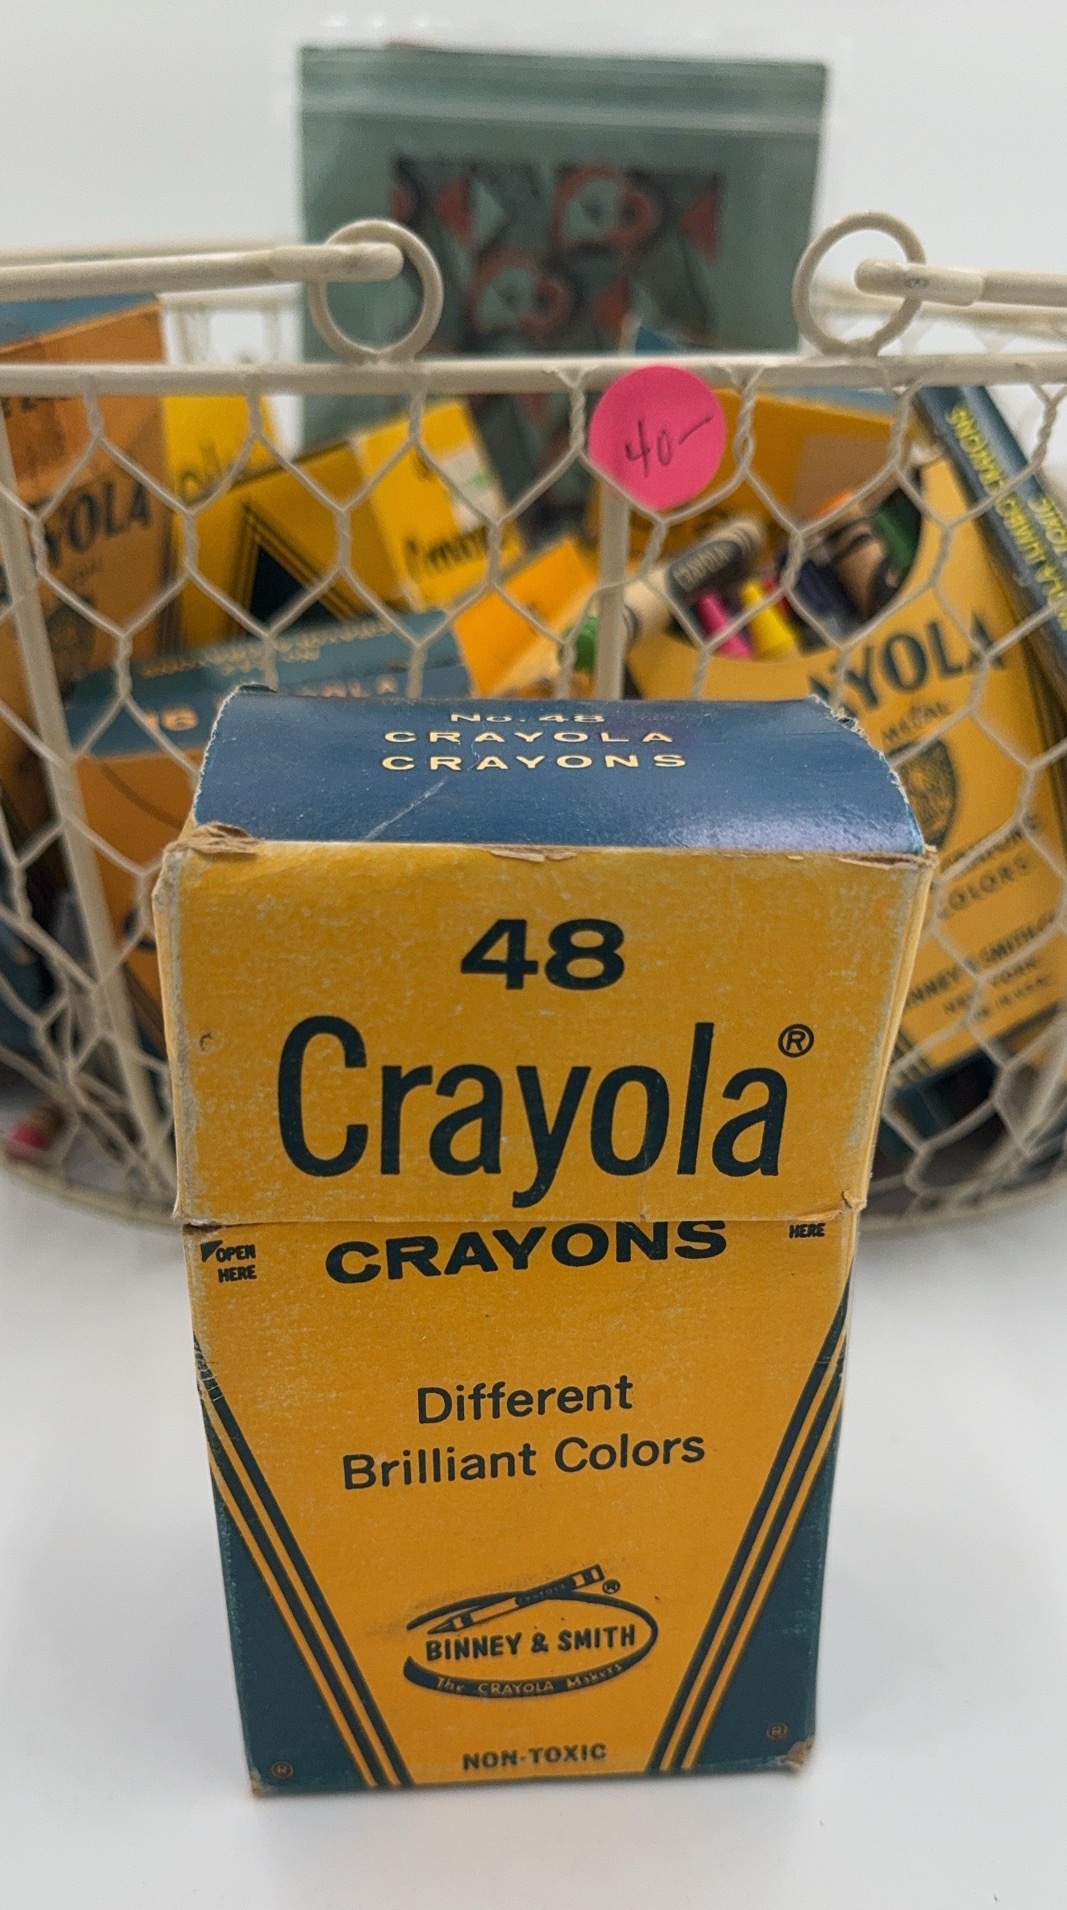 40-
No. 48
CRAYOLA
CRAYONS
48
Crayola®
CRAYONS
OPEN
HERE
HERE
Different
Brilliant Colors
®
BINNEY & SMITH
The CRAYOLA Makers
NON-TOXIC
®
®
AYOLA
COLORS